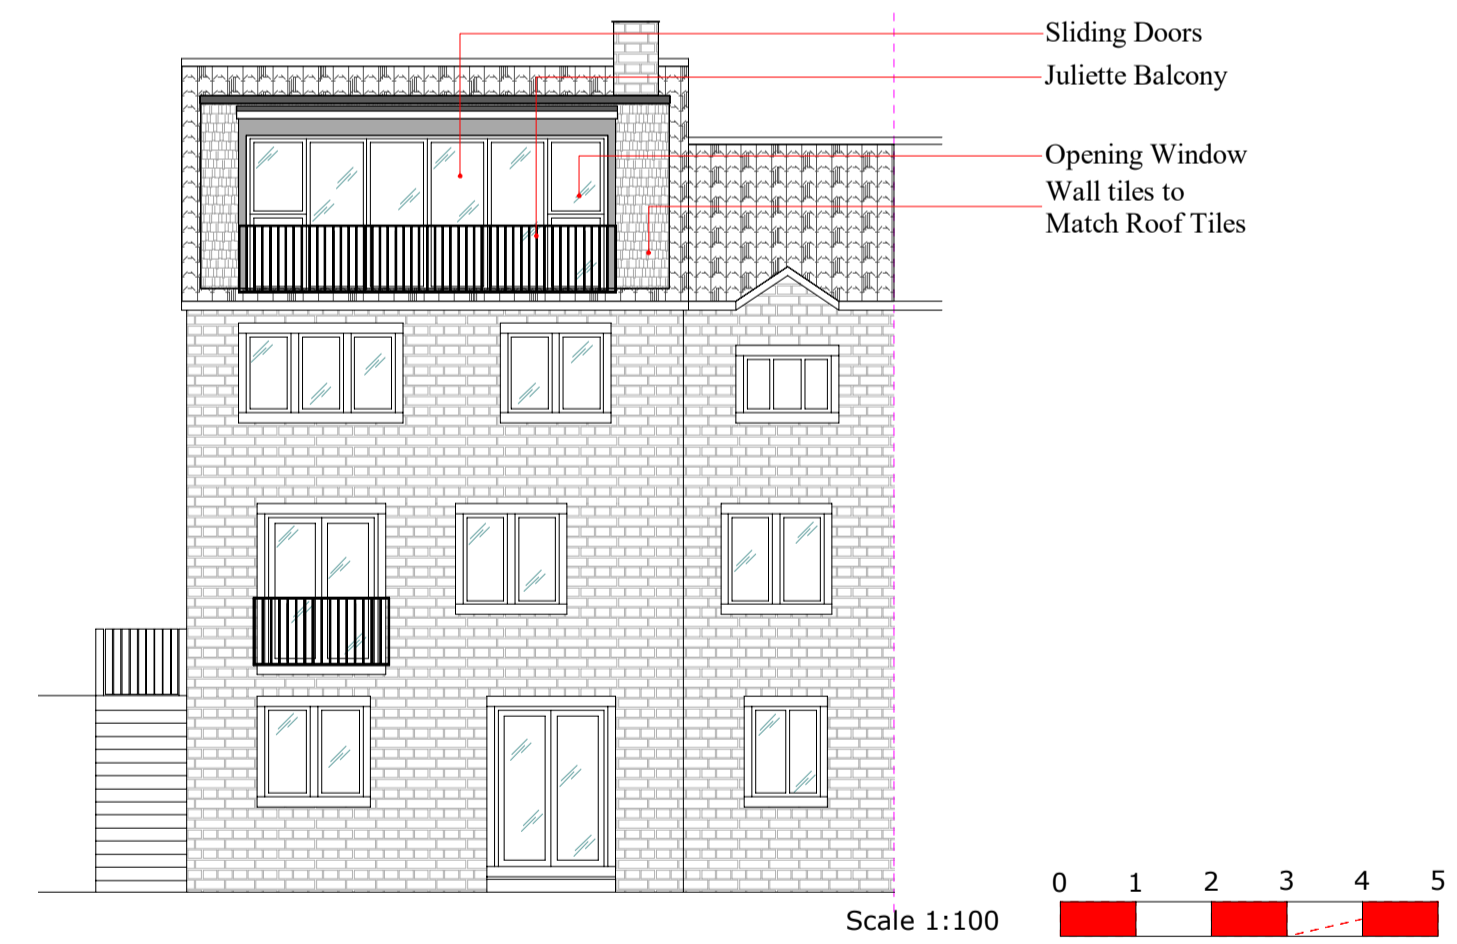 Sliding Doors
Juliette Balcony
Opening Window
Wall tiles to
Match Roof Tiles
0 1 2 3 4 5
Scale 1:100